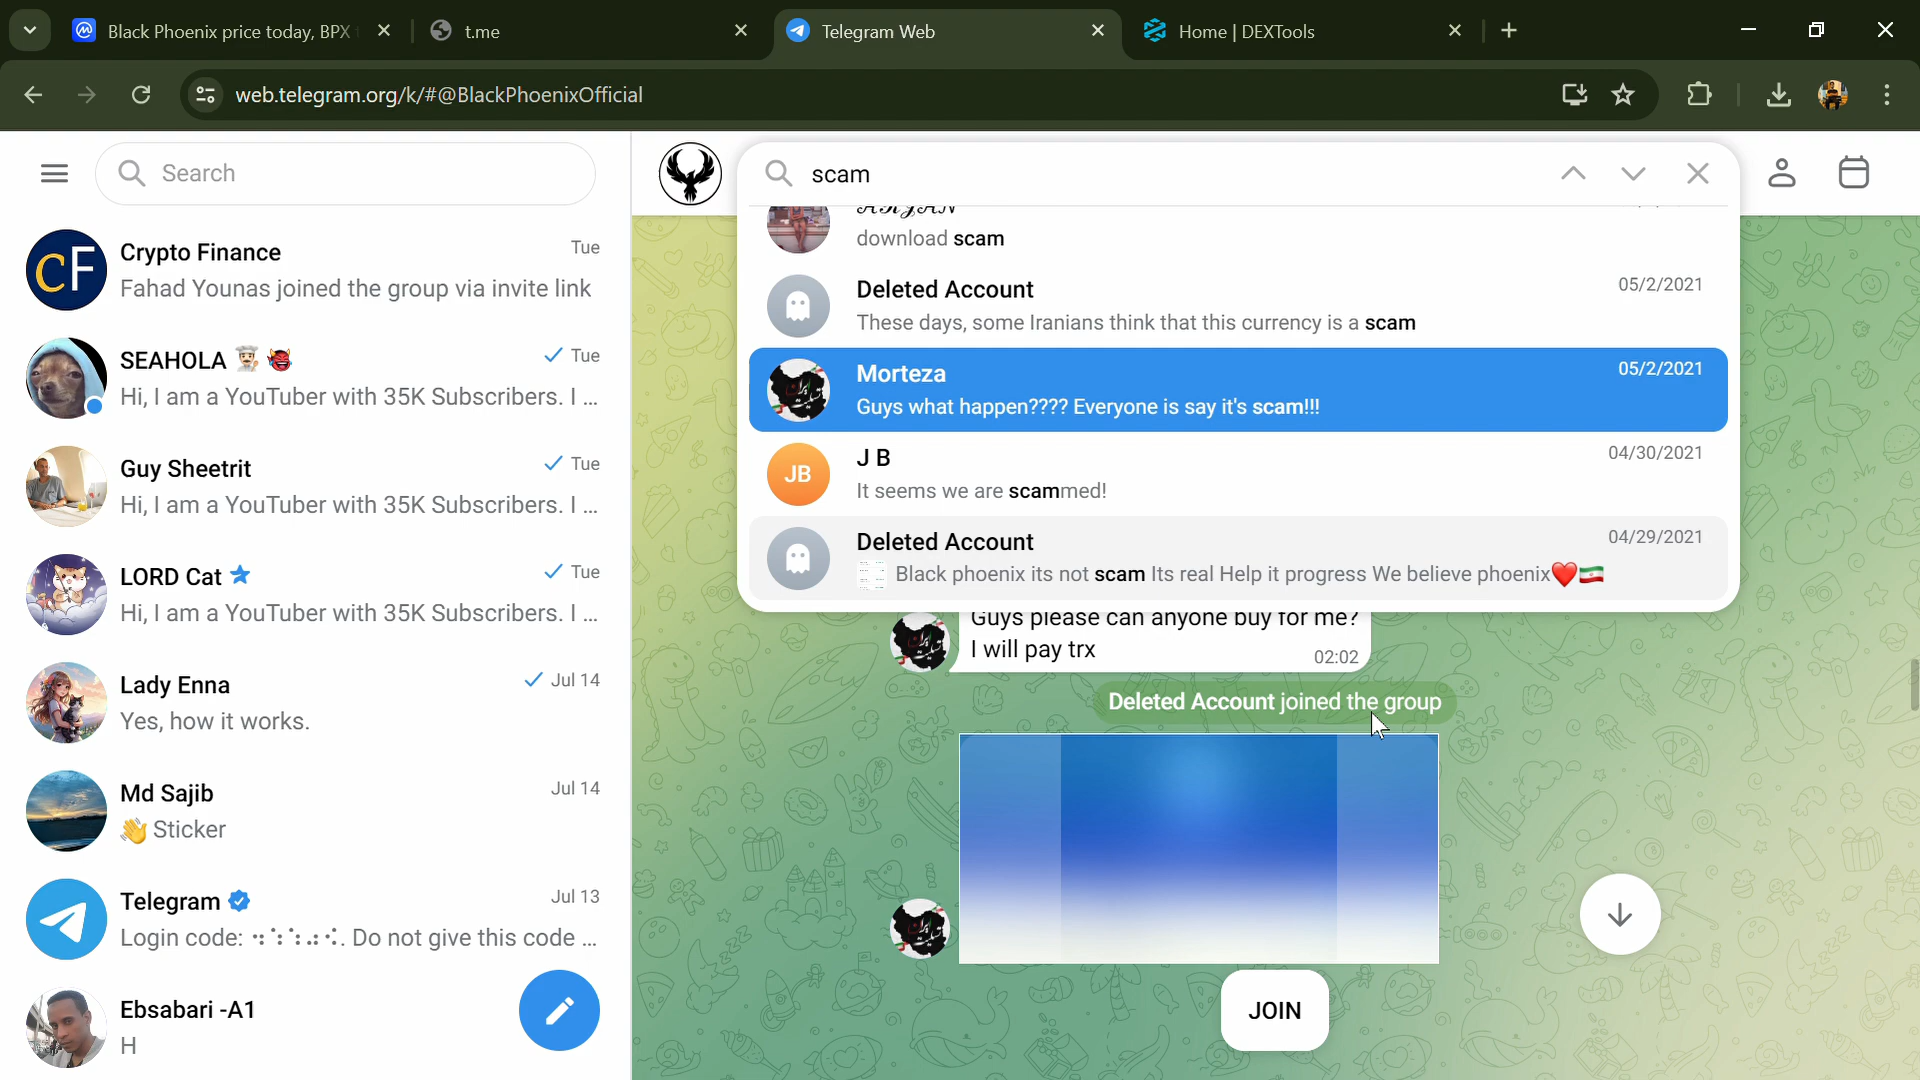 Black Phoenix price today, BPX
t.me
Telegram Web
Home | DEXTools
web.telegram.org/k/#@BlackPhoenixOfficial
Search
Crypto Finance
Tue
Fahad Younas joined the group via invite link
SEAHOLA
Tue
Hi, I am a YouTuber with 35K Subscribers. I ...
Guy Sheetrit
Tue
Hi, I am a YouTuber with 35K Subscribers. I ...
LORD Cat
Tue
Hi, I am a YouTuber with 35K Subscribers. I ...
Lady Enna
Jul 14
Yes, how it works.
Md Sajib
Jul 14
👋 Sticker
Telegram
Jul 13
Login code: Do not give this code ...
Ebsabari -A1
H
scam
download scam
Deleted Account
05/2/2021
These days, some Iranians think that this currency is a scam
Morteza
05/2/2021
Guys what happen???? Everyone is say it's scam!!!
JB
J B
04/30/2021
It seems we are scammed!
Deleted Account
04/29/2021
Black phoenix its not scam Its real Help it progress We believe phoenix❤️🇮🇷
Guys please can anyone buy for me?
I will pay trx
02:02
Deleted Account joined the group
JOIN